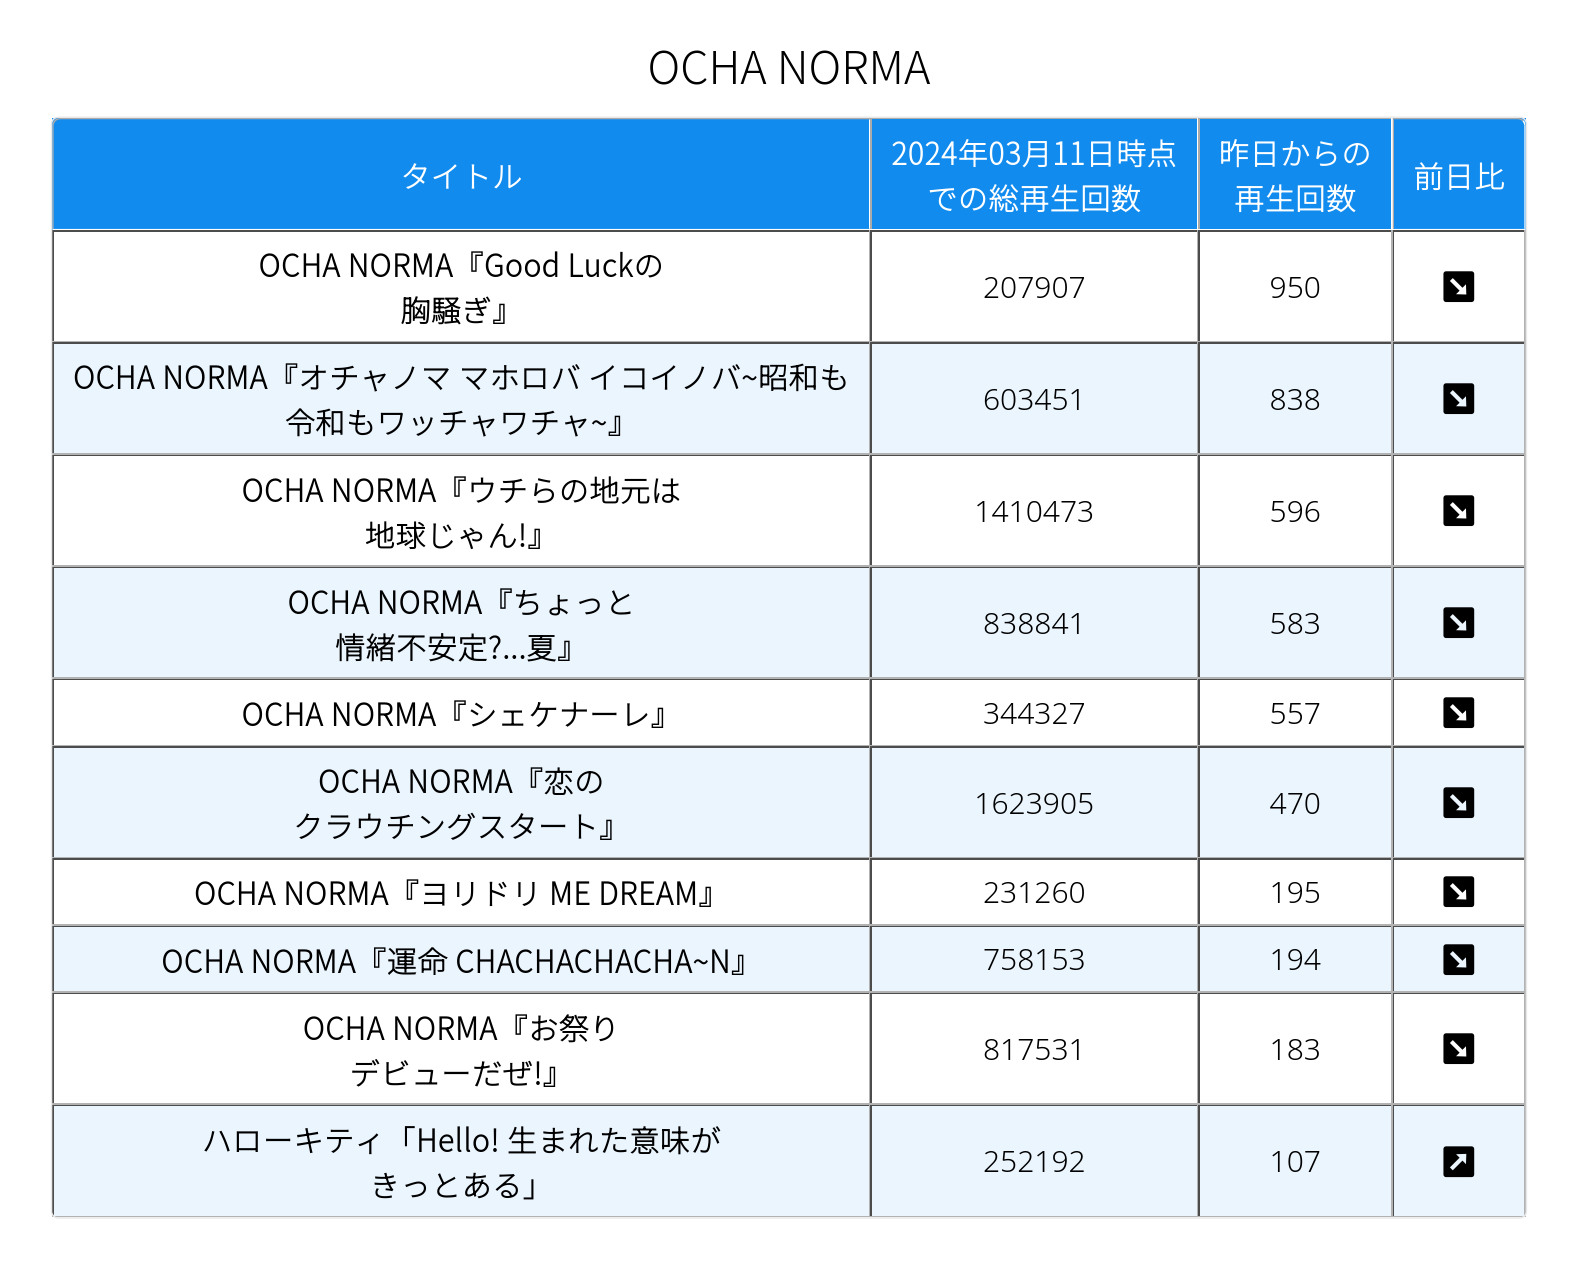 OCHA NORMA
タイトル
2024年03月11日時点
での総再生回数
昨日からの
再生回数
前日比
OCHA NORMA『Good Luckの
胸騒ぎ』
207907
950
OCHA NORMA『オチャノマ マホロバ イコイノバ~昭和も
令和もワッチャワチャ~』
603451
838
OCHA NORMA『ウチらの地元は
地球じゃん!』
1410473
596
OCHA NORMA『ちょっと
情緒不安定?...夏』
838841
583
OCHA NORMA『シェケナーレ』
344327
557
OCHA NORMA『恋の
クラウチングスタート』
1623905
470
OCHA NORMA『ヨリドリ ME DREAM』
231260
195
OCHA NORMA『運命 CHACHACHACHA~N』
758153
194
OCHA NORMA『お祭り
デビューだぜ!』
817531
183
ハローキティ「Hello! 生まれた意味が
きっとある」
252192
107